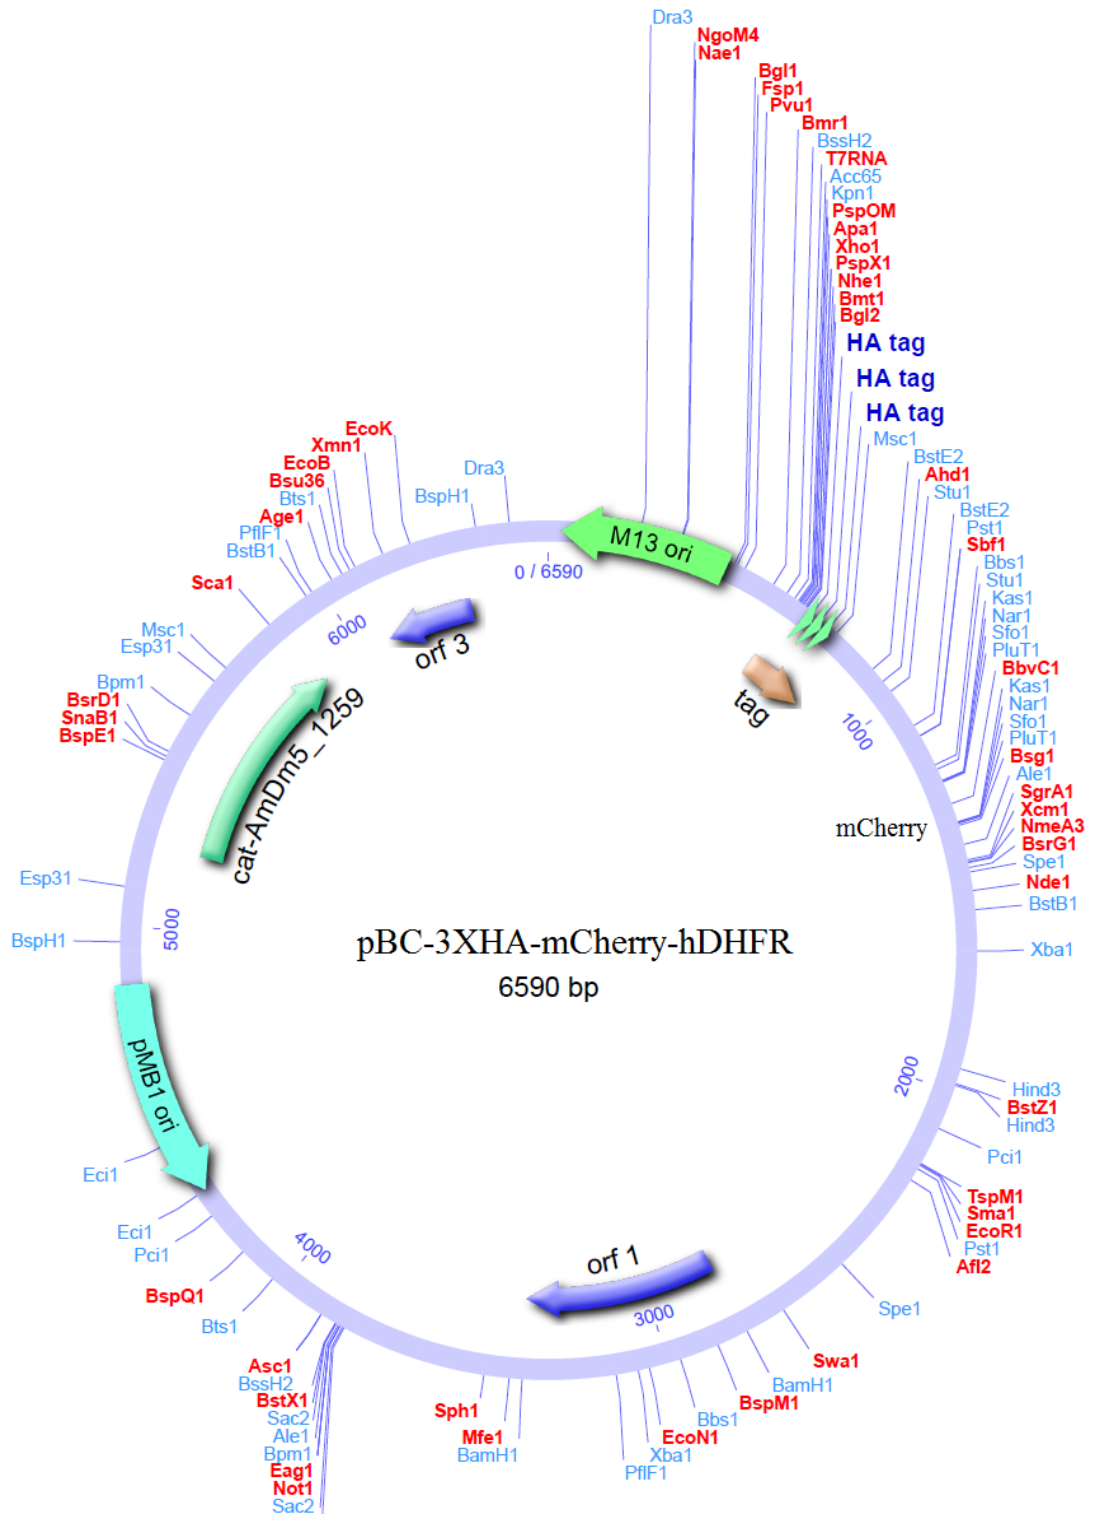 Dra3
NgoM4
Nae1
Bgl1
Fsp1
Pvu1
Bmr1
BssH2
T7RNA
Acc65
Kpn1
PspOM
Apa1
Xho1
PspX1
Nhe1
Bmt1
Bgl2
HA tag
HA tag
HA tag
Msc1
BstE2
Ahd1
Stu1
BstE2
Pst1
Sbf1
Bbs1
Stu1
Kas1
Nar1
Sfo1
PluT1
BbvC1
Kas1
Nar1
Sfo1
PluT1
Bsg1
Ale1
SgrA1
Xcm1
NmeA3
BsrG1
Spe1
Nde1
BstB1
Xba1
Hind3
BstZ1
Hind3
Pci1
TspM1
Sma1
EcoR1
Pst1
Afl2
Spe1
Swa1
BamH1
BspM1
Bbs1
EcoN1
Xba1
PflF1
BamH1
Mfe1
Sph1
Asc1
BssH2
BstX1
Sac2
Ale1
Bpm1
Eag1
Not1
Sac2
Bts1
BspQ1
Pci1
Eci1
Eci1
BspH1
Esp31
BspE1
SnaB1
BsrD1
Bpm1
Esp31
Msc1
Sca1
BstB1
PflF1
Age1
Bts1
Bsu36
EcoB
Xmn1
EcoK
BspH1
Dra3
M13 ori
0 / 6590
orf 3
tag
1000
mCherry
2000
3000
orf 1
4000
pMB1 ori
5000
cat-AmDm5_1259
6000
pBC-3XHA-mCherry-hDHFR
6590 bp